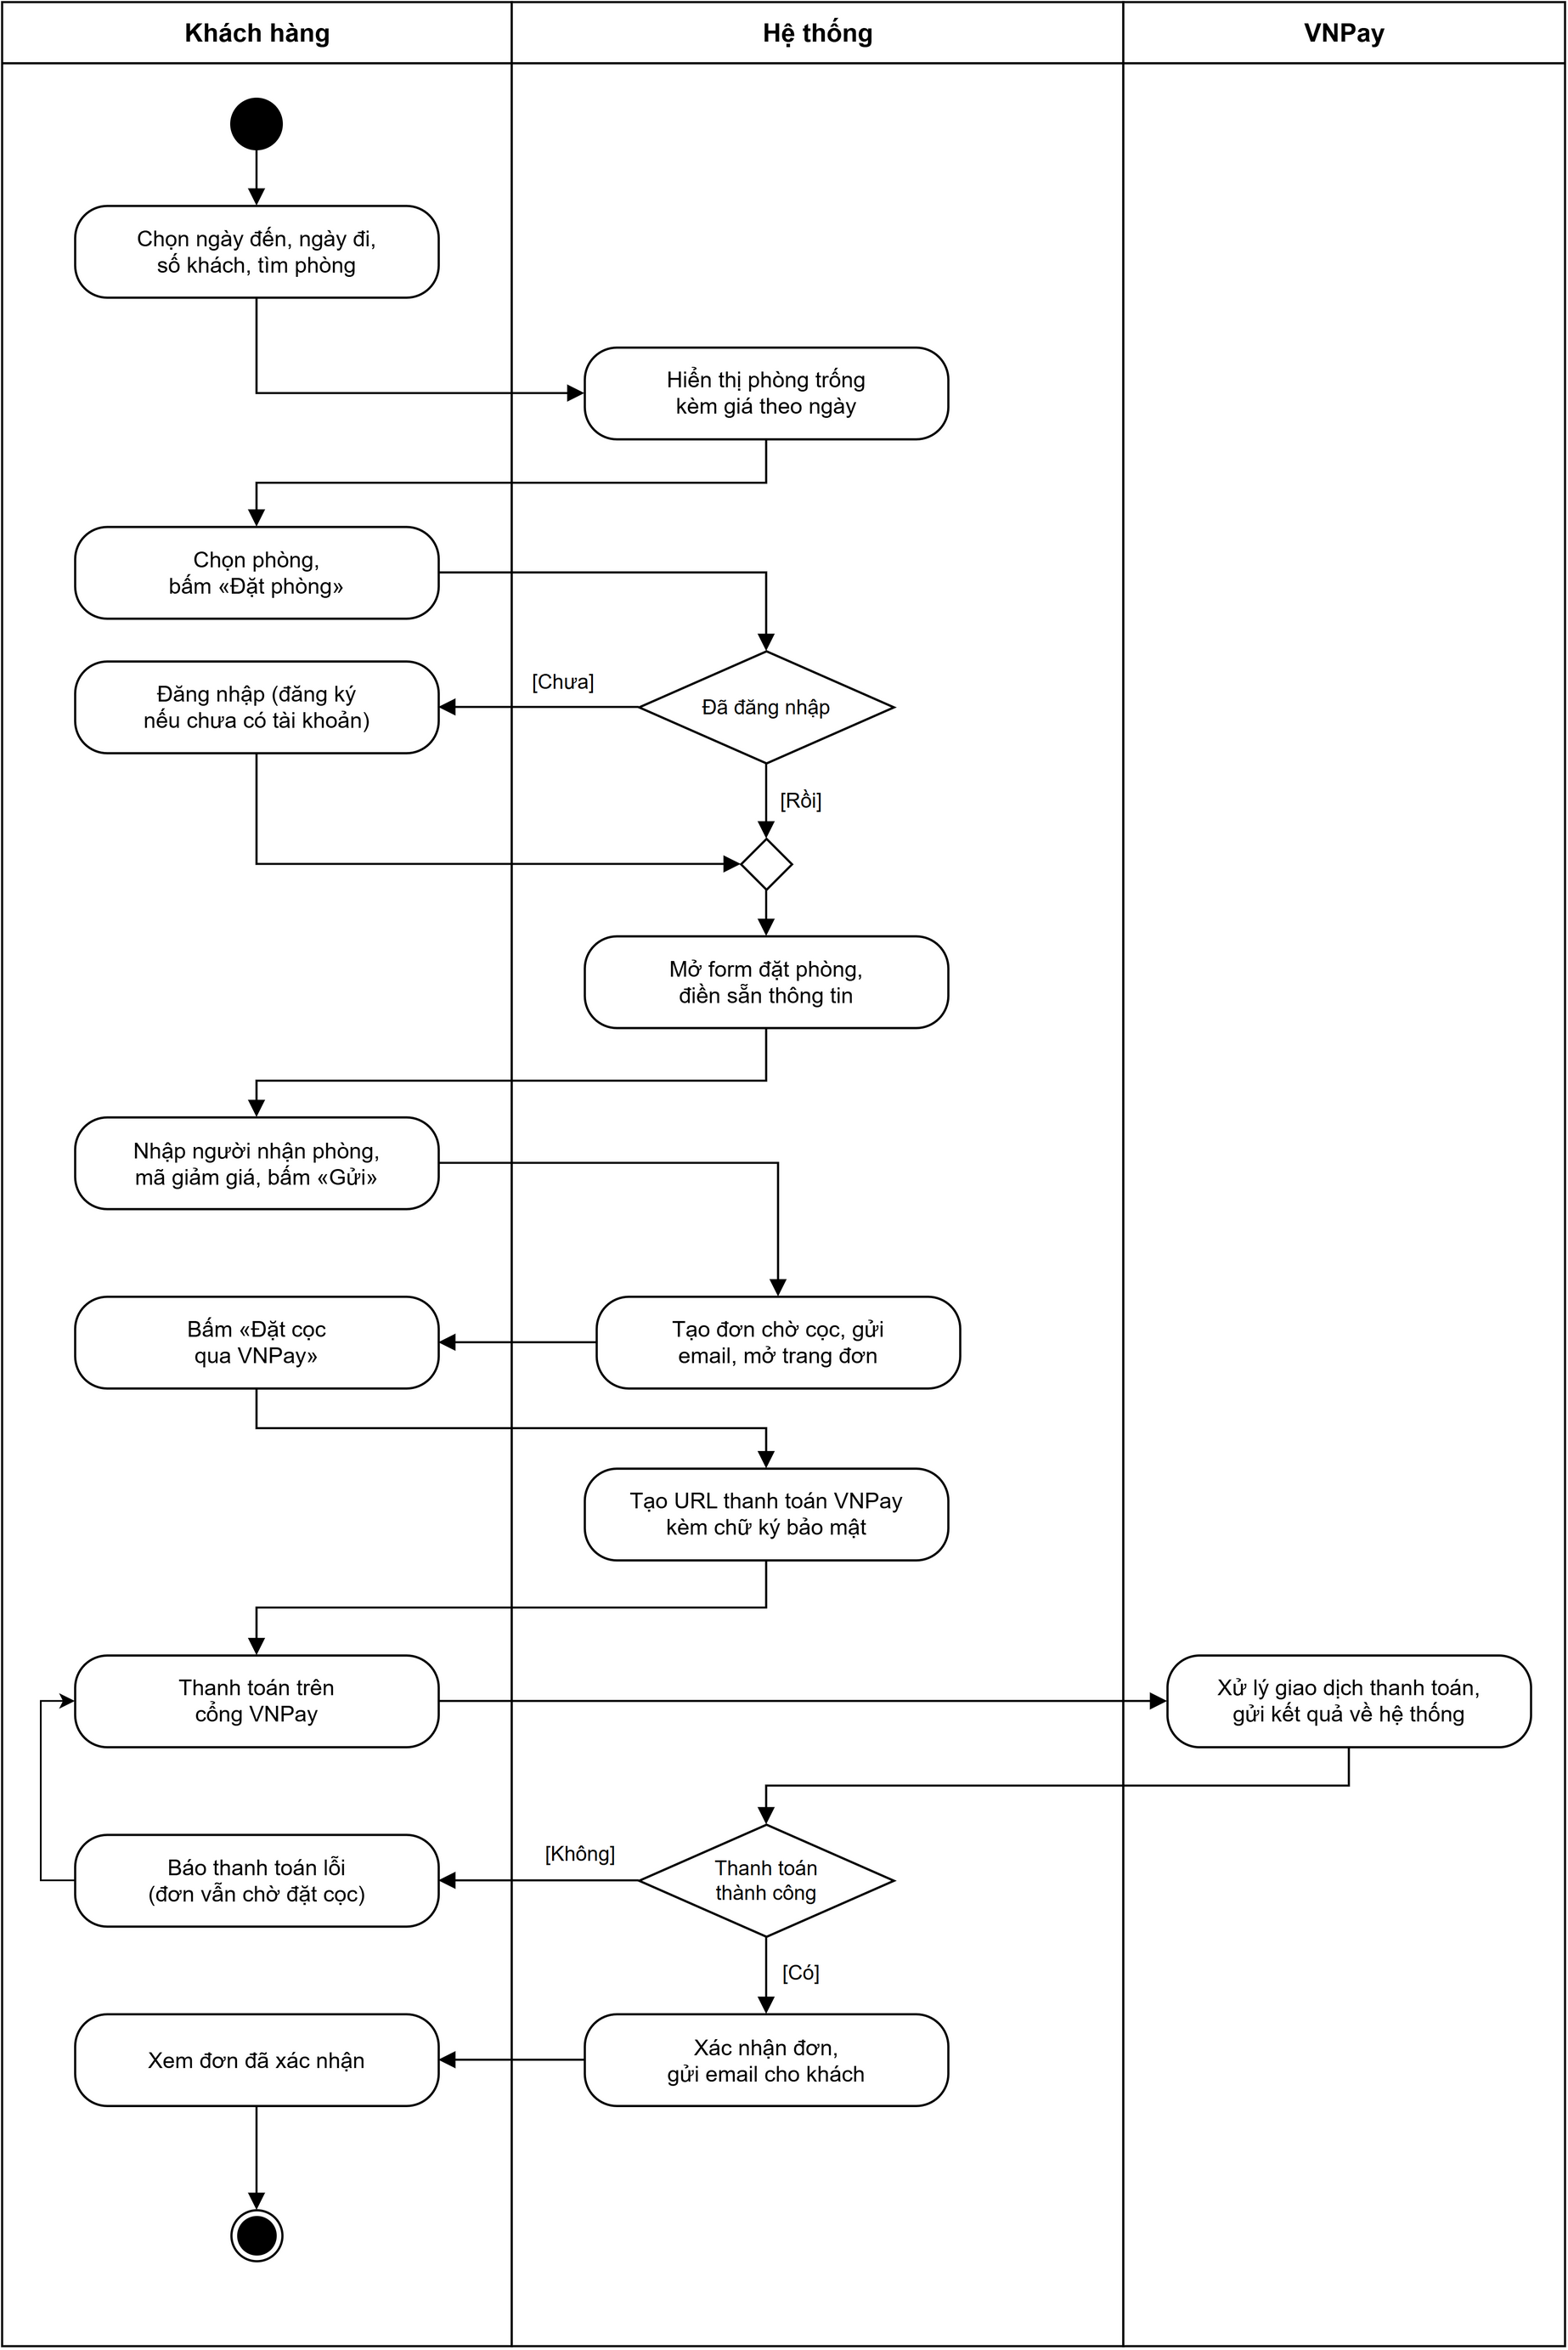 Khách hàng
Hệ thống
VNPay
Chọn ngày đến, ngày đi,
số khách, tìm phòng
Hiển thị phòng trống
kèm giá theo ngày
Chọn phòng,
bấm «Đặt phòng»
Đăng nhập (đăng ký
nếu chưa có tài khoản)
[Chưa]
Đã đăng nhập
[Rồi]
Mở form đặt phòng,
điền sẵn thông tin
Nhập người nhận phòng,
mã giảm giá, bấm «Gửi»
Bấm «Đặt cọc
qua VNPay»
Tạo đơn chờ cọc, gửi
email, mở trang đơn
Tạo URL thanh toán VNPay
kèm chữ ký bảo mật
Thanh toán trên
cổng VNPay
Xử lý giao dịch thanh toán,
gửi kết quả về hệ thống
Báo thanh toán lỗi
(đơn vẫn chờ đặt cọc)
[Không]
Thanh toán
thành công
[Có]
Xem đơn đã xác nhận
Xác nhận đơn,
gửi email cho khách